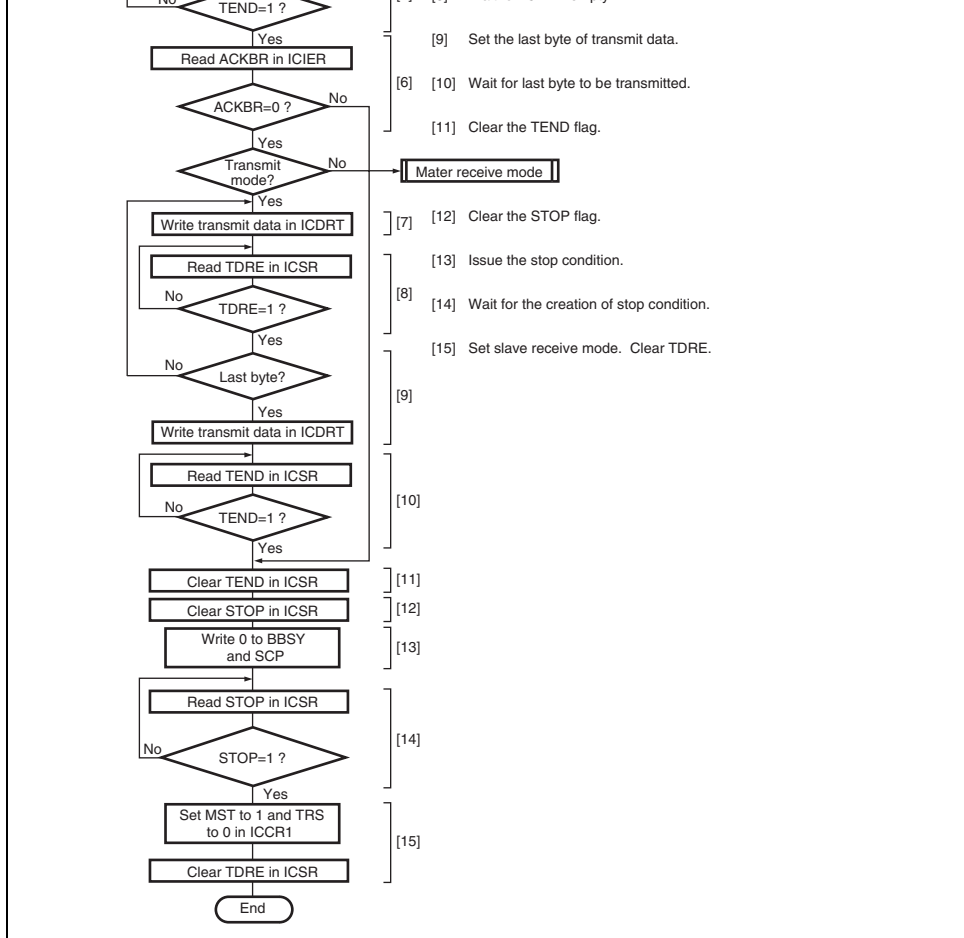 No
TEND=1 ?
Yes
Read ACKBR in ICIER
[6]
ACKBR=0 ?
No
Yes
Transmit
mode?
No
Mater receive mode
Yes
Write transmit data in ICDRT
[7]
Read TDRE in ICSR
[8]
No
TDRE=1 ?
Yes
No
Last byte?
[9]
Yes
Write transmit data in ICDRT
Read TEND in ICSR
[10]
No
TEND=1 ?
Yes
Clear TEND in ICSR
[11]
Clear STOP in ICSR
[12]
Write 0 to BBSY
and SCP
[13]
Read STOP in ICSR
[14]
No
STOP=1 ?
Yes
Set MST to 1 and TRS
to 0 in ICCR1
[15]
Clear TDRE in ICSR
End
[9] Set the last byte of transmit data.
[10] Wait for last byte to be transmitted.
[11] Clear the TEND flag.
[12] Clear the STOP flag.
[13] Issue the stop condition.
[14] Wait for the creation of stop condition.
[15] Set slave receive mode. Clear TDRE.